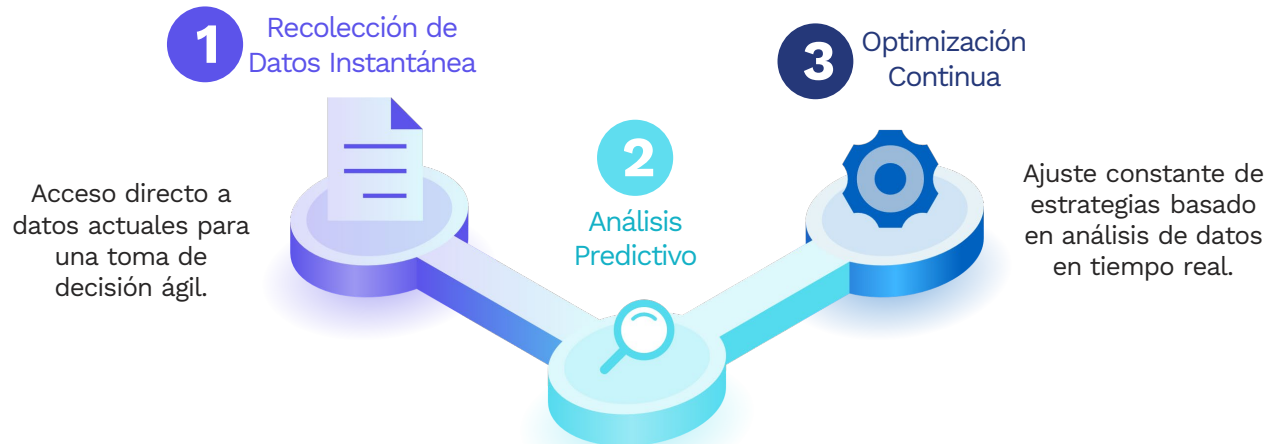 1
Recolección de
Datos Instantánea
Acceso directo a
datos actuales para
una toma de
decisión ágil.
2
Análisis
Predictivo
3
Optimización
Continua
Ajuste constante de
estrategias basado
en análisis de datos
en tiempo real.